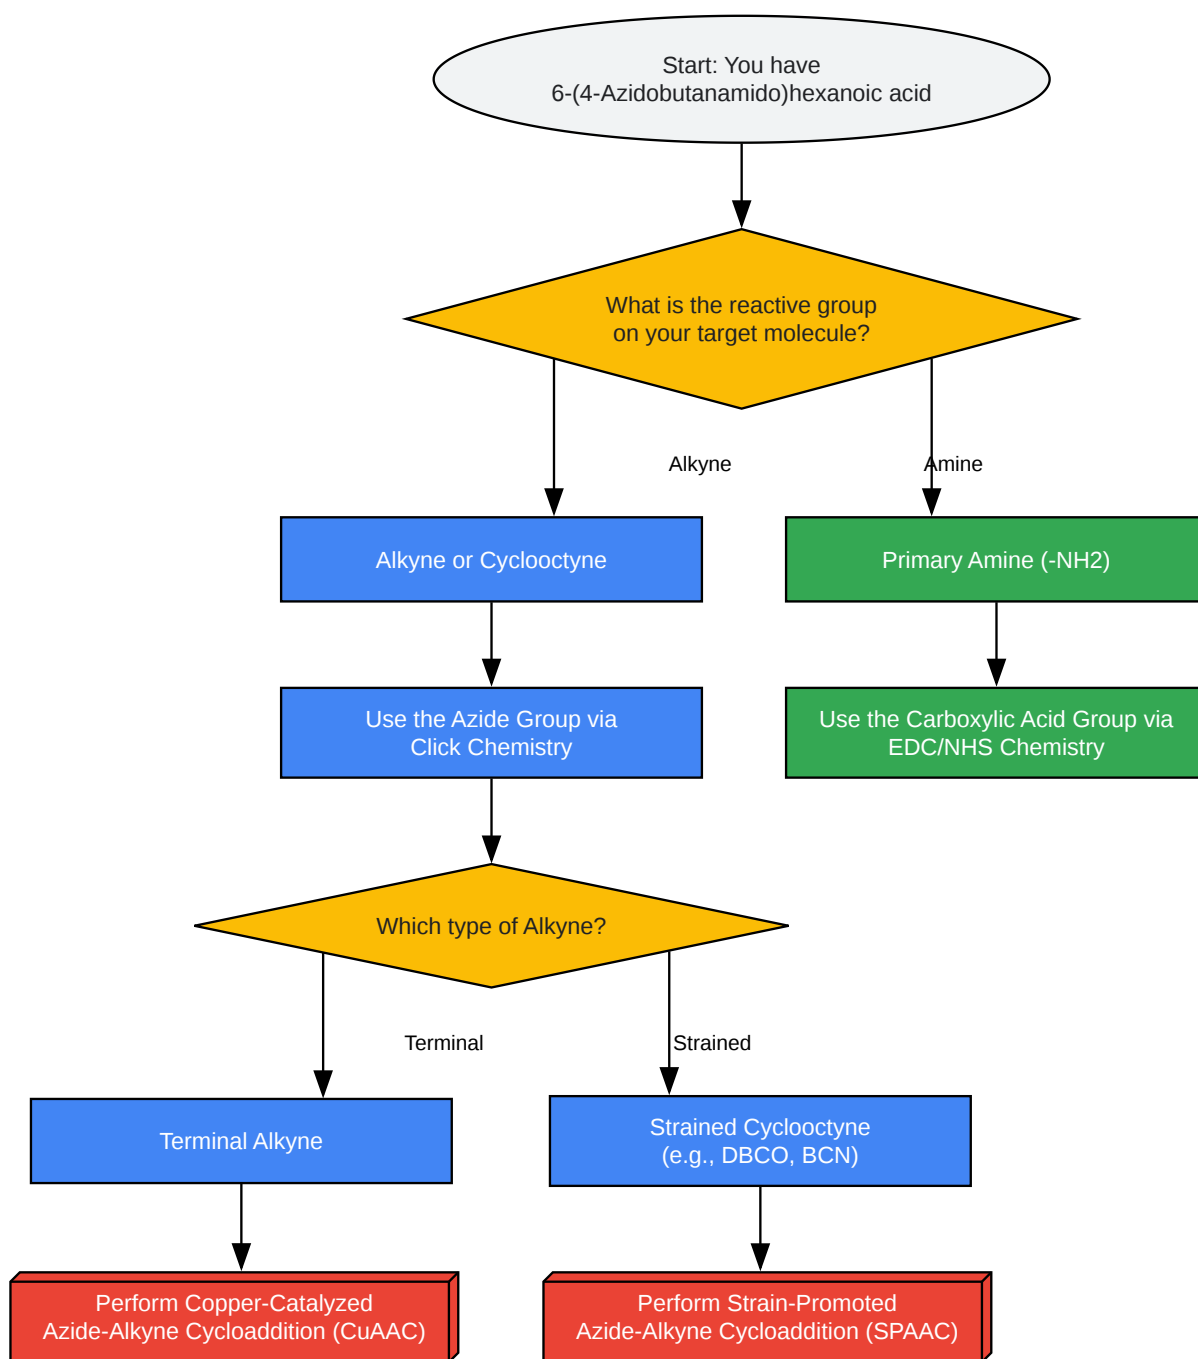 Start: You have
6-(4-Azidobutanamido)hexanoic acid
What is the reactive group
on your target molecule?
Alkyne
Amine
Alkyne or Cyclooctyne
Primary Amine (-NH2)
Use the Azide Group via
Click Chemistry
Use the Carboxylic Acid Group via
EDC/NHS Chemistry
Which type of Alkyne?
Terminal
Strained
Terminal Alkyne
Strained Cyclooctyne
(e.g., DBCO, BCN)
Perform Copper-Catalyzed
Azide-Alkyne Cycloaddition (CuAAC)
Perform Strain-Promoted
Azide-Alkyne Cycloaddition (SPAAC)